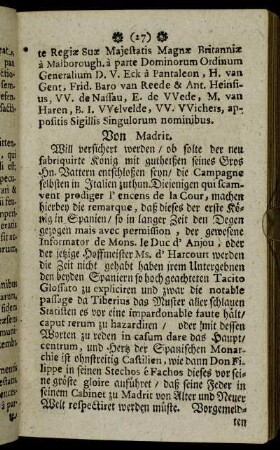 (17)
te Regiæ Suæ Majestatis Magnæ Britanniæ
à Malborough, à parte Dominorum Ordinum
Generalium D. V. Eck à Pantaleon, H. van
Gent, Frid. Baro van Reede & Ant. Heinsi-
us, VV. de Nassau, E. de VVede, M. van
Haren, B. I. VVelvelde, VV. VVichers, ap-
positis Sigillis Singulorum nominibus.
Von Madrit.
Will versichert werden/ ob solte der neu
fabriquirte König mit gutheißen seines Gros
Hn. Vattern entschloßen seyn/ die Campagne
selbsten in Italien zuthun. Diejenigen qui sca-
vent prodiger l'encens de la Cour, machen
hierbey die remarque, daß dieses der erste Kö-
nig in Spanien/ so in langer Zeit den Degen
gezogen mais avec permission, der gewesene
Informator de Mons. le Duc d'Anjou, oder
der jetzige Hoffmeister Ms. d'Harcourt werden
die Zeit nicht gehabt haben ihrem Untergebnen
den beyden Spaniern so hoch geachteten Tacito
Glossato zu expliciren und zwar die notable
passage da Tiberius das Muster aller schlauen
Statisten es vor eine impardonable faute hält/
caput rerum zu hazardiren/ oder mit dessen
Worten zu reden in casum dare das Haupt/
centrum, und Hertz der Spanischen Monar-
chie ist ohnstreitig Castilien, wie dann Don Fi-
lippe in seinen Stechos è Fachos dieses vor sei-
ne gröste gloire aufführet/ daß seine Feder in
seinem Cabinet zu Madrit von Alter und Neuer
Welt respectiret werden müste. Vorgemeld-
ten